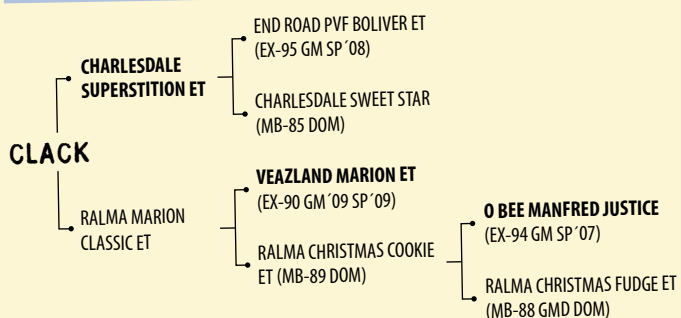 END ROAD PVF BOLIVER ET
(EX-95 GM SP´08)
CHARLESDALE
SUPERSTITION ET
CHARLESDALE SWEET STAR
(MB-85 DOM)
CLACK
VEAZLAND MARION ET
(EX-90 GM´09 SP´09)
RALMA MARION
CLASSIC ET
O BEE MANFRED JUSTICE
(EX-94 GM SP´07)
RALMA CHRISTMAS COOKIE
ET (MB-89 DOM)
RALMA CHRISTMAS FUDGE ET
(MB-88 GMD DOM)